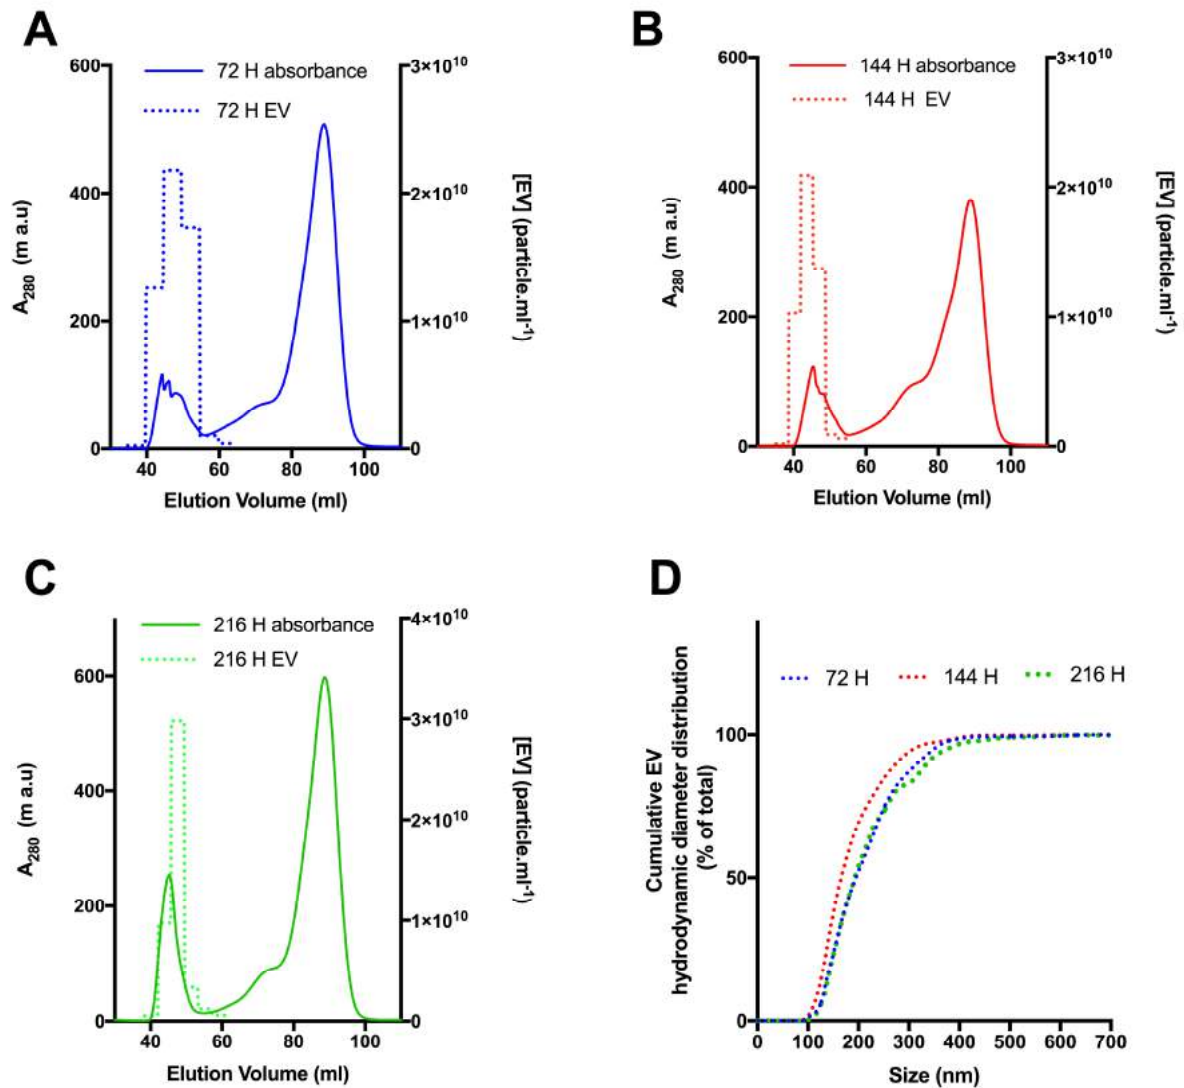 A
72 H absorbance
72 H EV
600
400
200
0
3×10¹⁰
2×10¹⁰
1×10¹⁰
0
A₂₈₀ (m a.u)
[EV] (particle.ml⁻¹)
40 60 80 100
Elution Volume (ml)
B
144 H absorbance
144 H EV
600
400
200
0
3×10¹⁰
2×10¹⁰
1×10¹⁰
0
A₂₈₀ (m a.u)
[EV] (particle.ml⁻¹)
40 60 80 100
Elution Volume (ml)
C
216 H absorbance
216 H EV
600
400
200
0
4×10¹⁰
3×10¹⁰
2×10¹⁰
1×10¹⁰
0
A₂₈₀ (m a.u)
[EV] (particle.ml⁻¹)
40 60 80 100
Elution Volume (ml)
D
72 H 144 H 216 H
Cumulative EV
hydrodynamic diameter distribution
(% of total)
100
50
0
0 100 200 300 400 500 600 700
Size (nm)